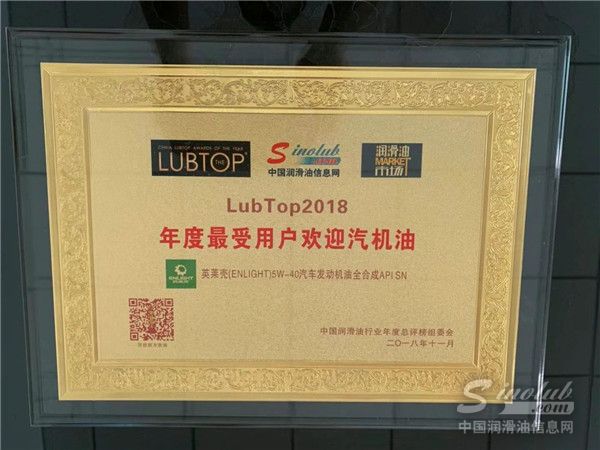 CHINA LUBTOP AWARDS OF THE YEAR
LUBTOP THE ®
Sinolub
.com
中国润滑油信息网
润滑油
MARKET
市场
LubTop2018
年度最受用户欢迎汽机油
ENLIGHT
英莱壳(ENLIGHT)5W-40汽车发动机油全合成API SN
中国润滑油行业年度总评榜组委会
二〇一八年十一月
Sinolub
.com
中国润滑油信息网